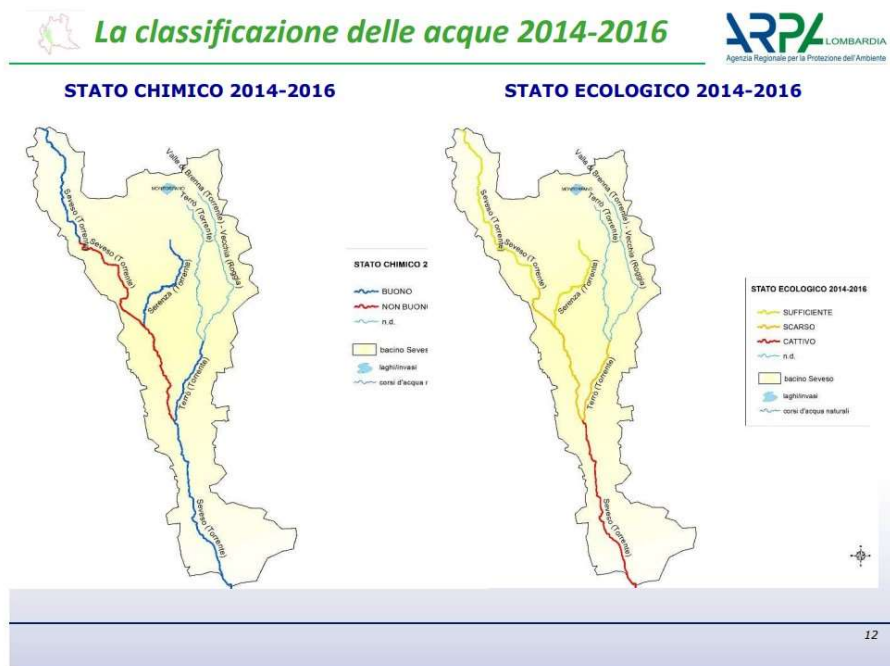 La classificazione delle acque 2014-2016
ARPA LOMBARDIA
Agenzia Regionale per la Protezione dell'Ambiente
STATO CHIMICO 2014-2016
STATO ECOLOGICO 2014-2016
Valle di Brenna (Torrente) - Vecchia (Roggia)
MONTORFANO
Terrò (Torrente)
Seveso (Torrente)
Seveso (Torrente)
Serenza (Torrente)
Terrò (Torrente)
Seveso (Torrente)
STATO CHIMICO 2
BUONO
NON BUON
n.d.
bacino Seves
laghi/invasi
corsi d'acqua r
Valle di Brenna (Torrente) - Vecchia (Roggia)
MONTORFANO
Terrò (Torrente)
Seveso (Torrente)
Seveso (Torrente)
Serenza (Torrente)
Terrò (Torrente)
Seveso (Torrente)
STATO ECOLOGICO 2014-2016
SUFFICIENTE
SCARSO
CATTIVO
n.d.
bacino Seveso
laghi/invasi
corsi d'acqua naturali
12